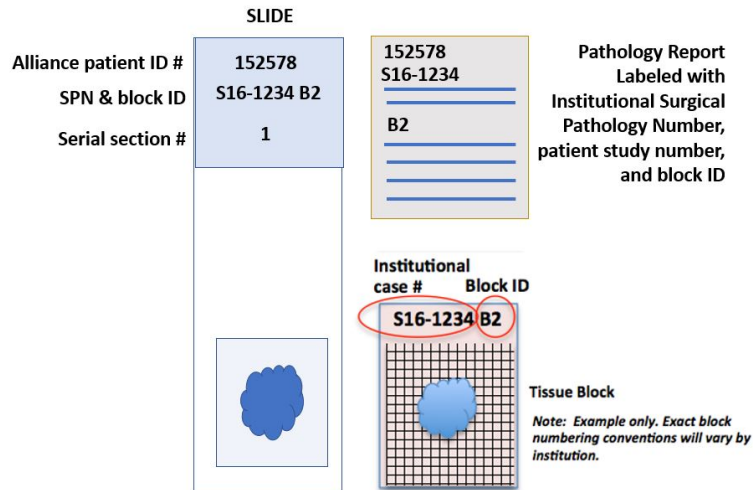 SLIDE
Alliance patient ID #
152578
SPN & block ID
S16-1234 B2
Serial section #
1
152578
S16-1234
B2
Pathology Report
Labeled with
Institutional Surgical
Pathology Number,
patient study number,
and block ID
Institutional
case #
Block ID
S16-1234 B2
Tissue Block
Note: Example only. Exact block
numbering conventions will vary by
institution.